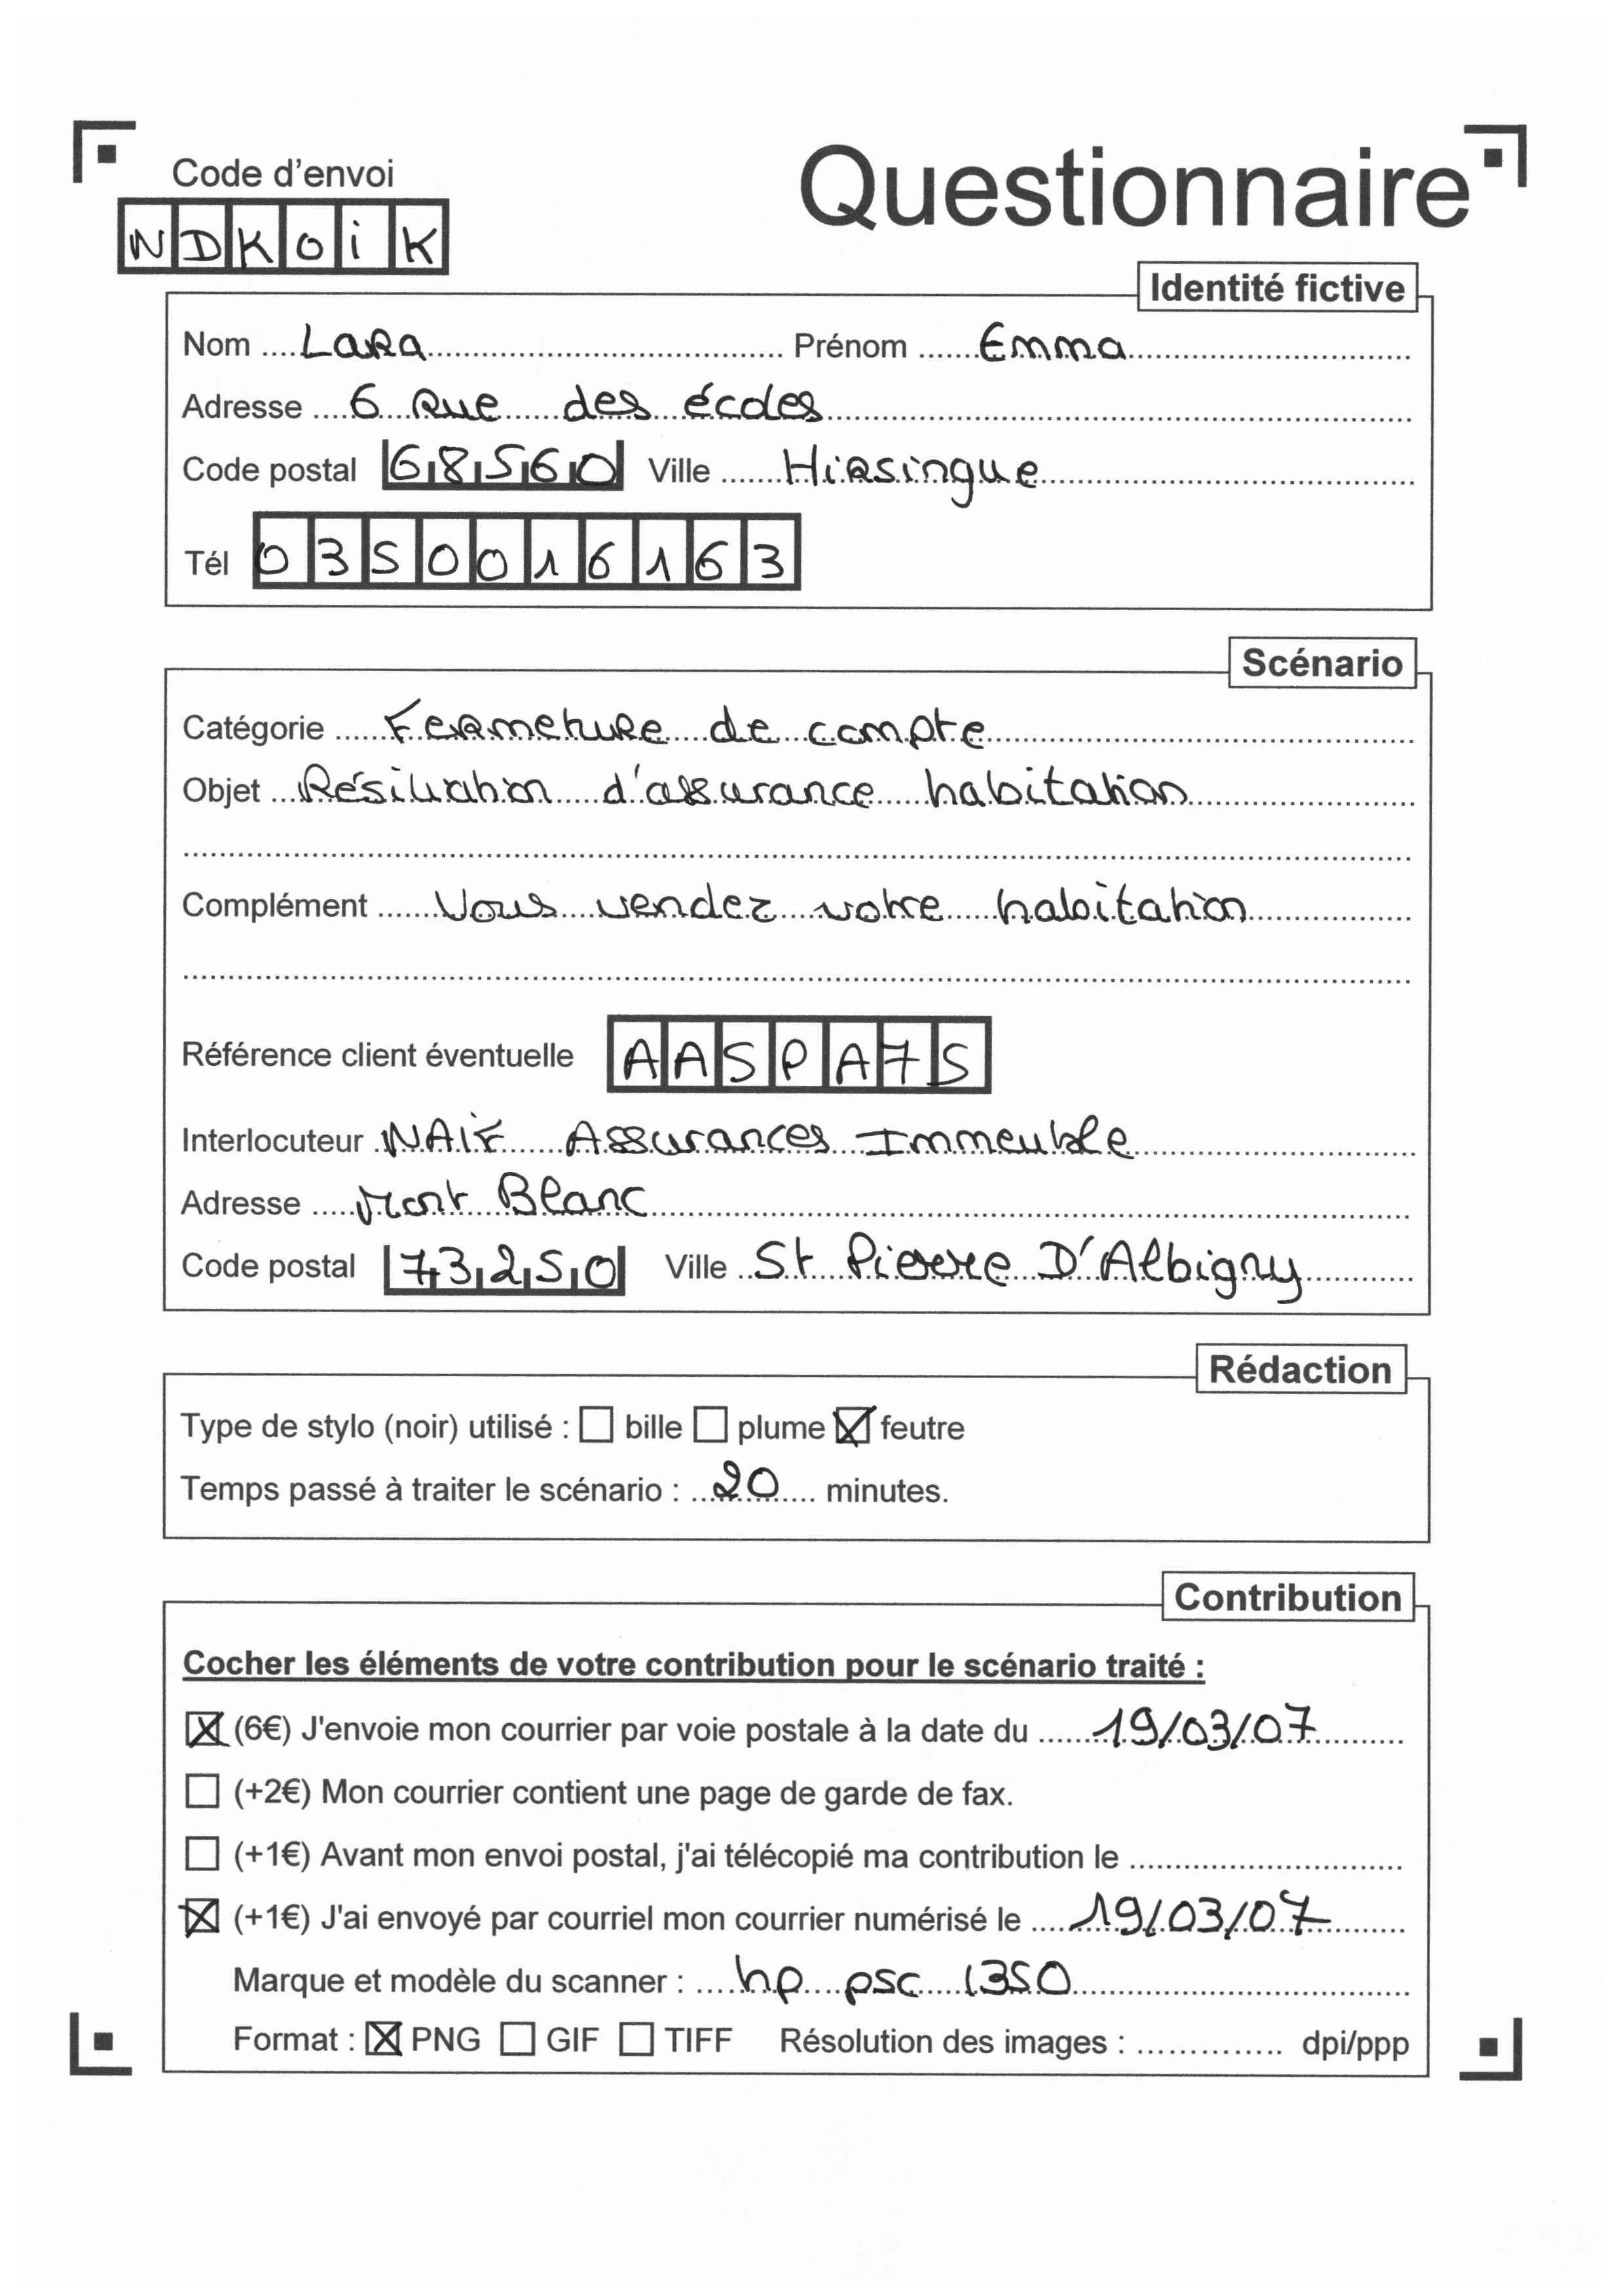 Code d'envoi
Questionnaire
NDKOiK
Identité fictive
Nom LaRa Prénom Emma
Adresse 6 Rue des écoles
Code postal 68560 Ville Hirsingue
Tél 0350016163
Scénario
Catégorie Fermeture de compte
Objet Résiliation d'assurance habitation
Complément Vous vendez votre habitation
Référence client éventuelle AASPA7S
Interlocuteur Assurances Immeuble
Adresse Mont Blanc
Code postal 73250 Ville St Pierre D'Albigny
Rédaction
Type de stylo (noir) utilisé : bille plume feutre
Temps passé à traiter le scénario : 20 minutes.
Contribution
Cocher les éléments de votre contribution pour le scénario traité :
(6€) J'envoie mon courrier par voie postale à la date du 19/03/07
(+2€) Mon courrier contient une page de garde de fax.
(+1€) Avant mon envoi postal, j'ai télécopié ma contribution le
(+1€) J'ai envoyé par courriel mon courrier numérisé le 19/03/07
Marque et modèle du scanner : hp psc 1350
Format : PNG GIF TIFF Résolution des images : dpi/ppp